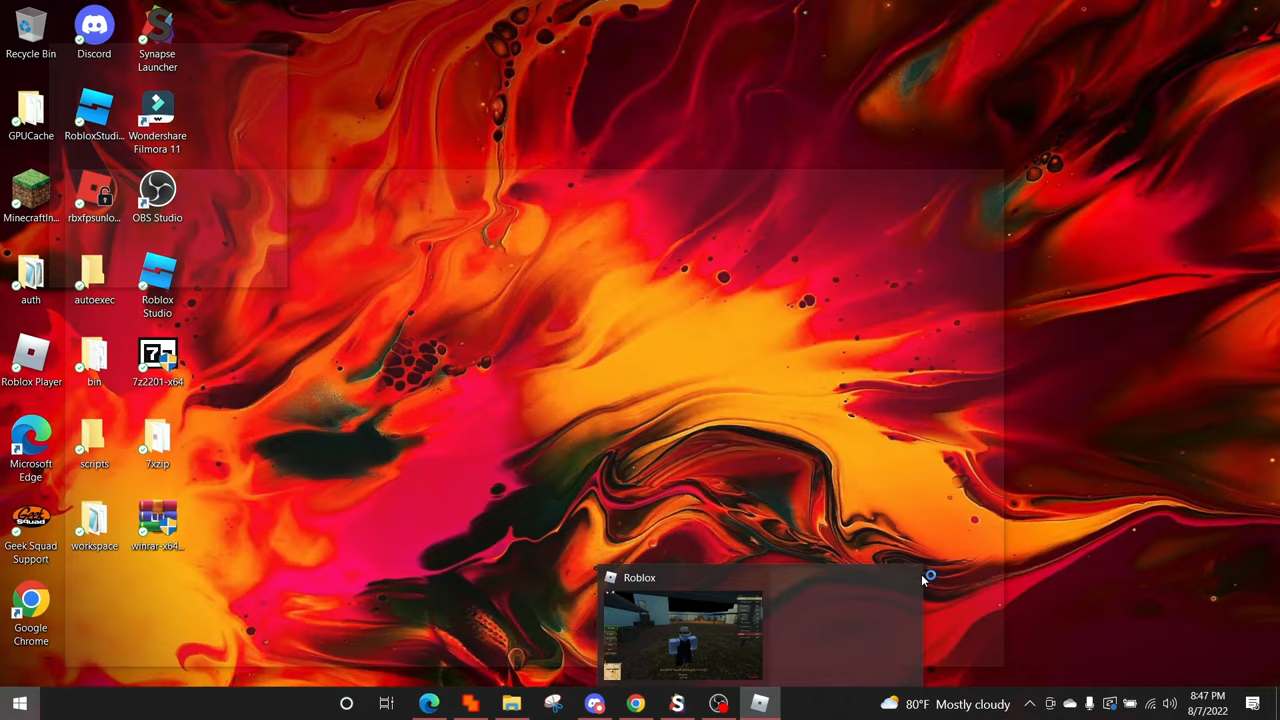 Recycle Bin
Discord
Synapse
Launcher
GPUCache
RobloxStudi...
Wondershare
Filmora 11
MinecraftIn...
rbxfpsunlo...
OBS Studio
auth
autoexec
Roblox
Studio
Roblox Player
bin
7z2201-x64
Microsoft
Edge
scripts
7xzip
Geek Squad
Support
workspace
winrar-x64...
Google
Chrome
Roblox
80°F Mostly cloudy
8:47 PM
8/7/2022